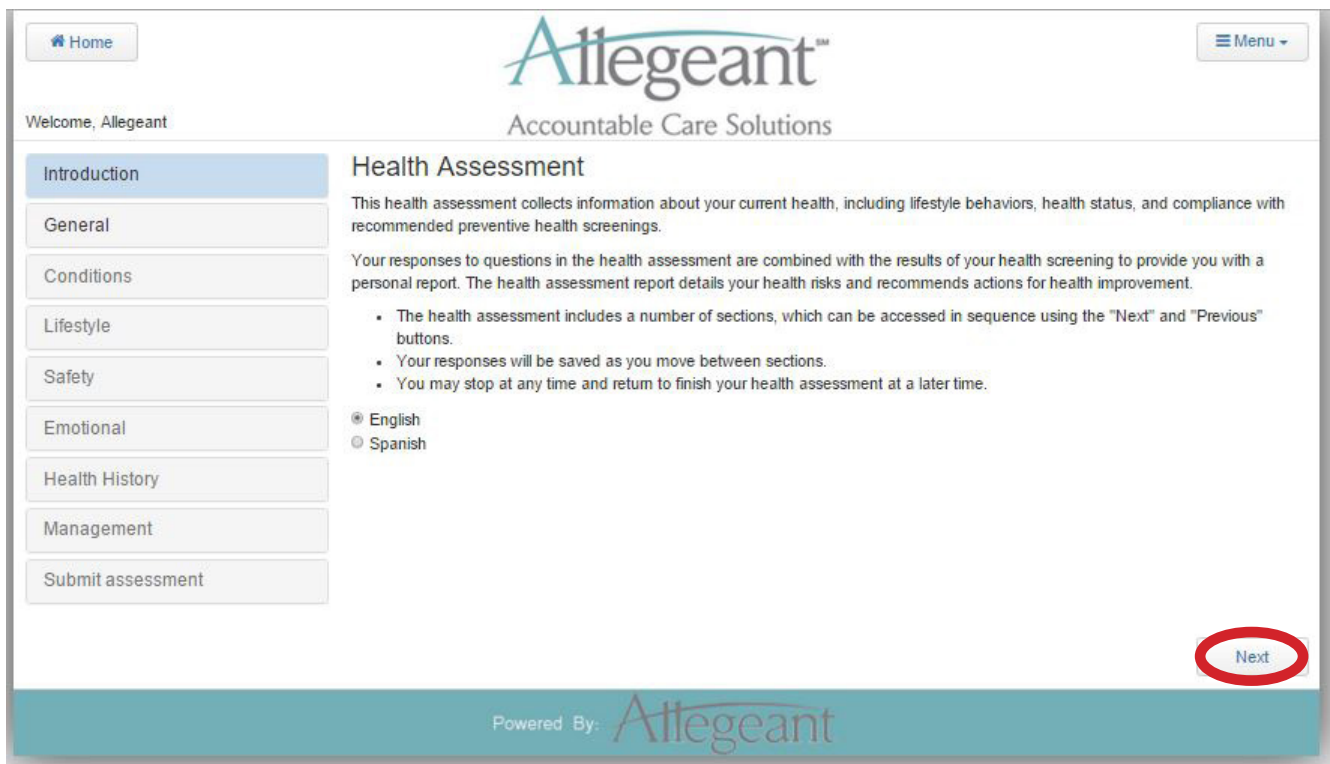 Home
Allegeant℠
Menu
Welcome, Allegeant
Accountable Care Solutions
Introduction
General
Conditions
Lifestyle
Safety
Emotional
Health History
Management
Submit assessment
Health Assessment
This health assessment collects information about your current health, including lifestyle behaviors, health status, and compliance with
recommended preventive health screenings.
Your responses to questions in the health assessment are combined with the results of your health screening to provide you with a
personal report. The health assessment report details your health risks and recommends actions for health improvement.
• The health assessment includes a number of sections, which can be accessed in sequence using the "Next" and "Previous"
buttons.
• Your responses will be saved as you move between sections.
• You may stop at any time and return to finish your health assessment at a later time.
English
Spanish
Next
Powered By: Allegeant